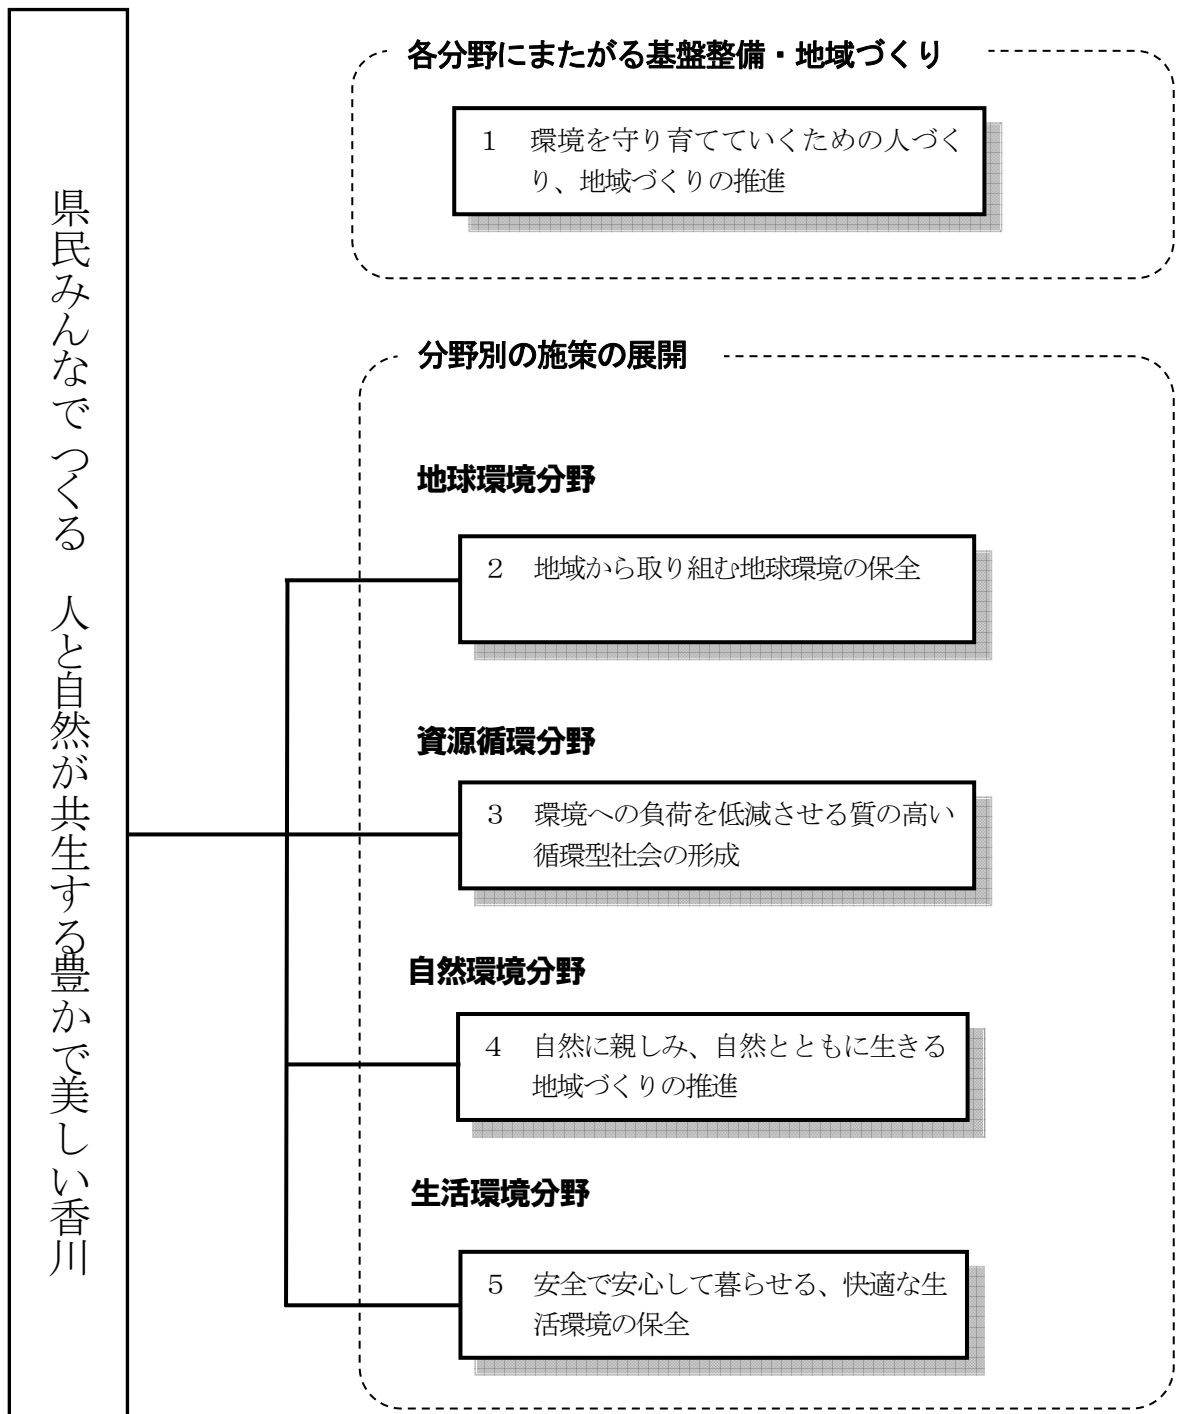 県民みんなで つくる 人と自然が共生する豊かで美しい香川
各分野にまたがる基盤整備・地域づくり
１ 環境を守り育てていくための人づく
り、地域づくりの推進
分野別の施策の展開
地球環境分野
２ 地域から取り組む地球環境の保全
資源循環分野
３ 環境への負荷を低減させる質の高い
循環型社会の形成
自然環境分野
４ 自然に親しみ、自然とともに生きる
地域づくりの推進
生活環境分野
５ 安全で安心して暮らせる、快適な生
活環境の保全